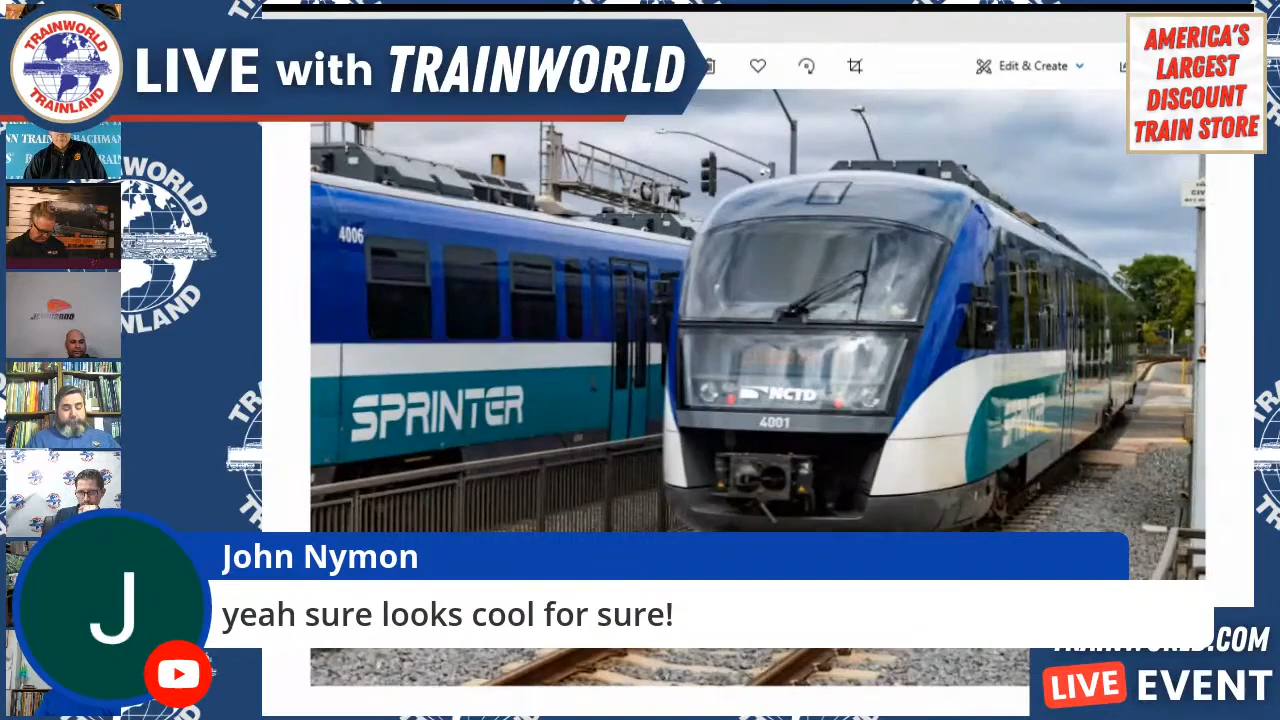 TRAINWORLD
TRAINLAND
LIVE with TRAINWORLD
AMERICA'S
LARGEST
DISCOUNT
TRAIN STORE
Edit & Create
4006
SPRINTER
NCTD
4001
SPRINTER
John Nymon
yeah sure looks cool for sure!
J
TRAINWORLD.COM
LIVE EVENT